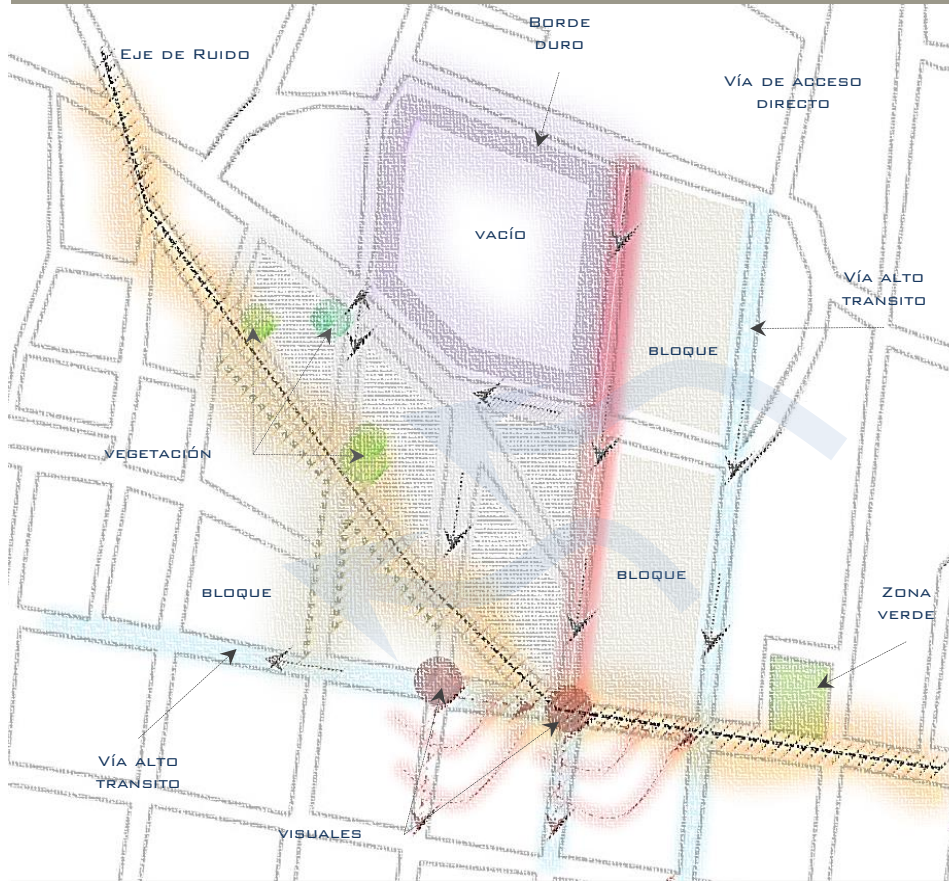 Borde
duro
Eje de Ruido
Vía de acceso
directo
vacío
Vía alto
transito
bloque
vegetación
bloque
bloque
Zona
verde
Vía alto
transito
visuales